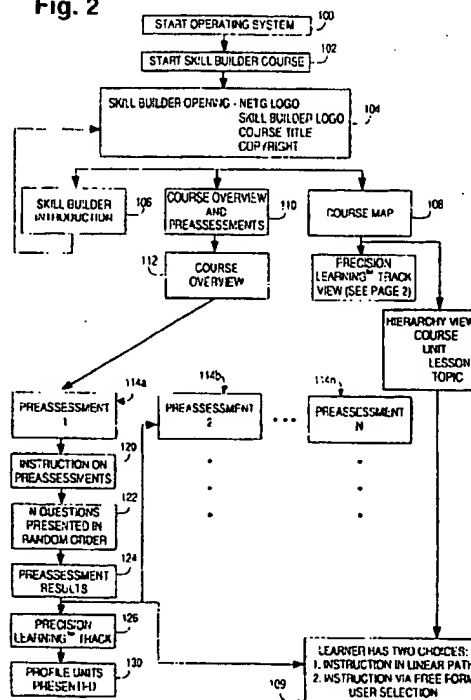 Fig. 2
START OPERATING SYSTEM
100
START SKILL BUILDER COURSE
102
SKILL BUILDER OPENING - NETG LOGO
SKILL BUILDER LOGO
COURSE TITLE
COPYRIGHT
104
SKILL BUILDER
INTRODUCTION
106
COURSE OVERVIEW
AND
PREASSESSMENTS
110
COURSE MAP
108
112
COURSE
OVERVIEW
PRECISION
LEARNING℠ TRACK
VIEW (SEE PAGE 2)
HIERARCHY VIEW
COURSE
UNIT
LESSON
TOPIC
114a
PREASSESSMENT
1
114b
PREASSESSMENT
2
...
114n
PREASSESSMENT
N
INSTRUCTION ON
PREASSESSMENTS
120
N QUESTIONS
PRESENTED IN
RANDOM ORDER
122
PREASSESSMENT
RESULTS
124
PRECISION
LEARNING℠ TRACK
126
PROFILE UNITS
PRESENTED
130
LEARNER HAS TWO CHOICES:
1. INSTRUCTION IN LINEAR PATH
2. INSTRUCTION VIA FREE FORM
USER SELECTION
109